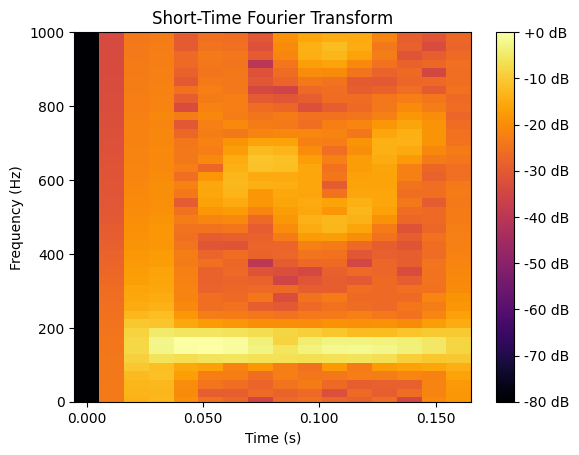 Short-Time Fourier Transform
1000
800
600
400
200
0
Frequency (Hz)
0.000
0.050
0.100
0.150
Time (s)
+0 dB
-10 dB
-20 dB
-30 dB
-40 dB
-50 dB
-60 dB
-70 dB
-80 dB